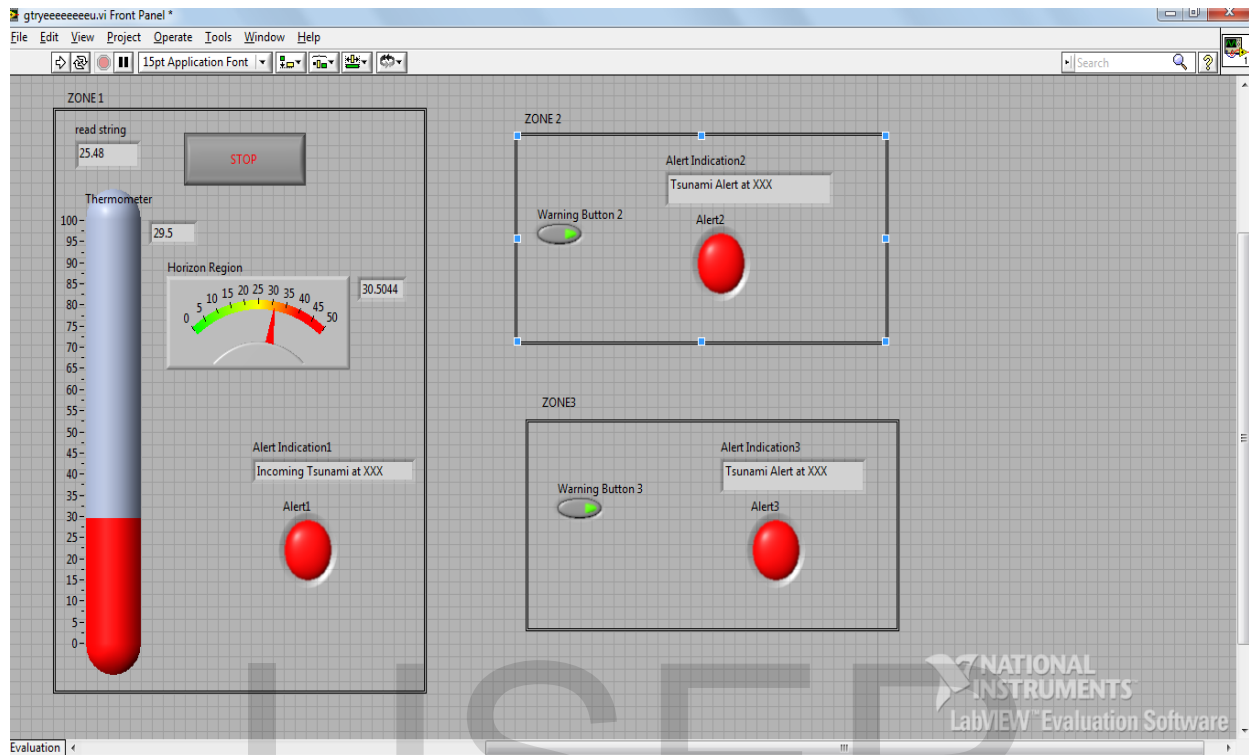 gtryeeeeeeeeu.vi Front Panel *
File Edit View Project Operate Tools Window Help
15pt Application Font
Search
1
ZONE 1
read string
25.48
STOP
Thermometer
29.5
100
95
90
85
80
75
70
65
60
55
50
45
40
35
30
25
20
15
10
5
0
Horizon Region
0 5 10 15 20 25 30 35 40 45 50
30.5044
Alert Indication1
Incoming Tsunami at XXX
Alert1
ZONE 2
Alert Indication2
Tsunami Alert at XXX
Warning Button 2
Alert2
ZONE3
Alert Indication3
Tsunami Alert at XXX
Warning Button 3
Alert3
NATIONAL
INSTRUMENTS
LabVIEW™ Evaluation Software
Evaluation